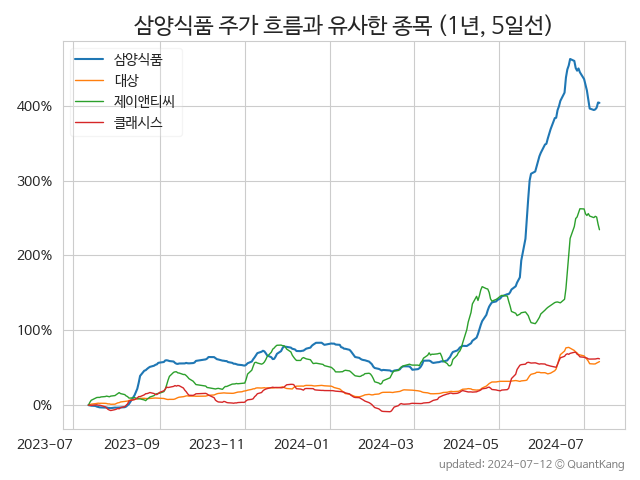 삼양식품 주가 흐름과 유사한 종목 (1년, 5일선)
삼양식품
대상
제이앤티씨
클래시스
400%
300%
200%
100%
0%
2023-07 2023-09 2023-11 2024-01 2024-03 2024-05 2024-07
updated: 2024-07-12 © QuantKang